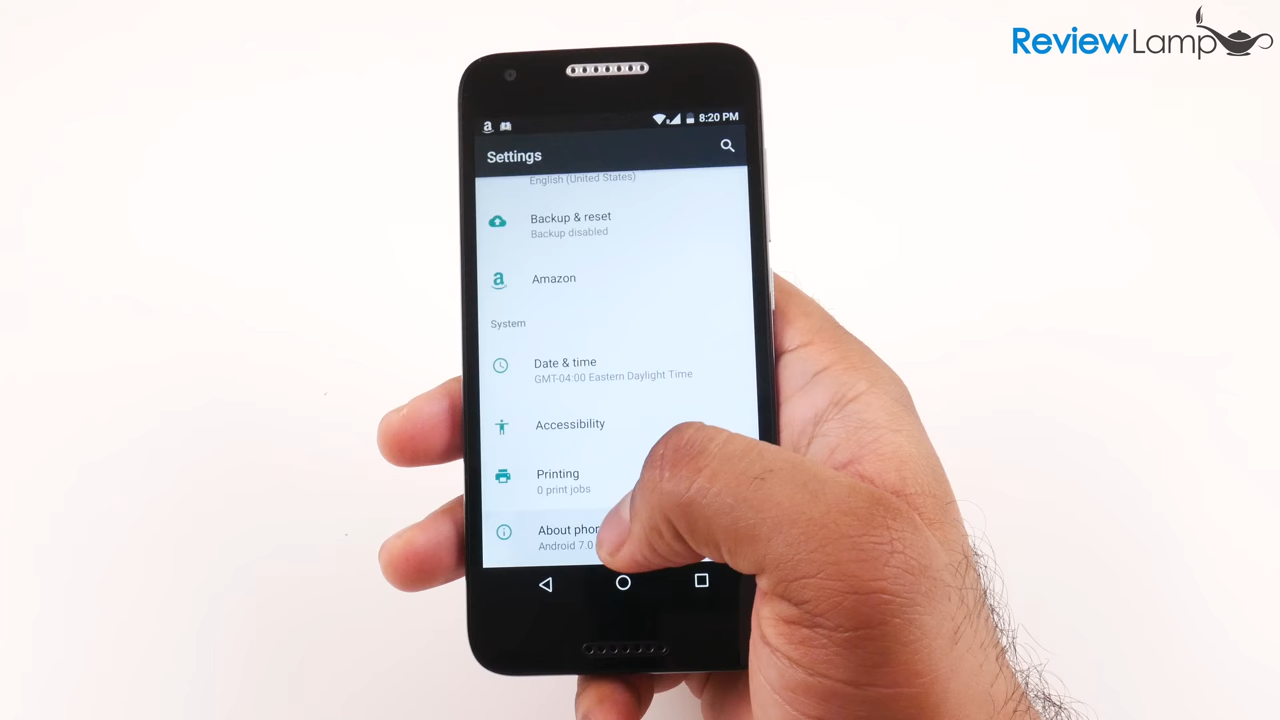 ReviewLamp
a 8:20 PM
Settings
English (United States)
Backup & reset
Backup disabled
a Amazon
System
Date & time
GMT-04:00 Eastern Daylight Time
Accessibility
Printing
0 print jobs
About phon
Android 7.0